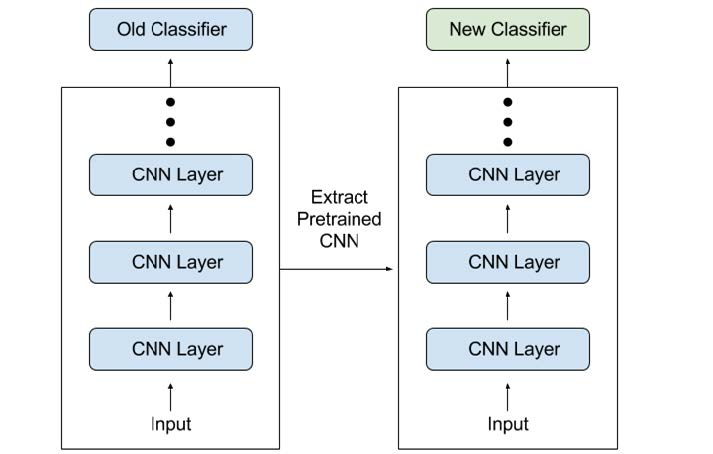 Old Classifier
CNN Layer
CNN Layer
CNN Layer
Input
Extract
Pretrained
CNN
New Classifier
CNN Layer
CNN Layer
CNN Layer
Input